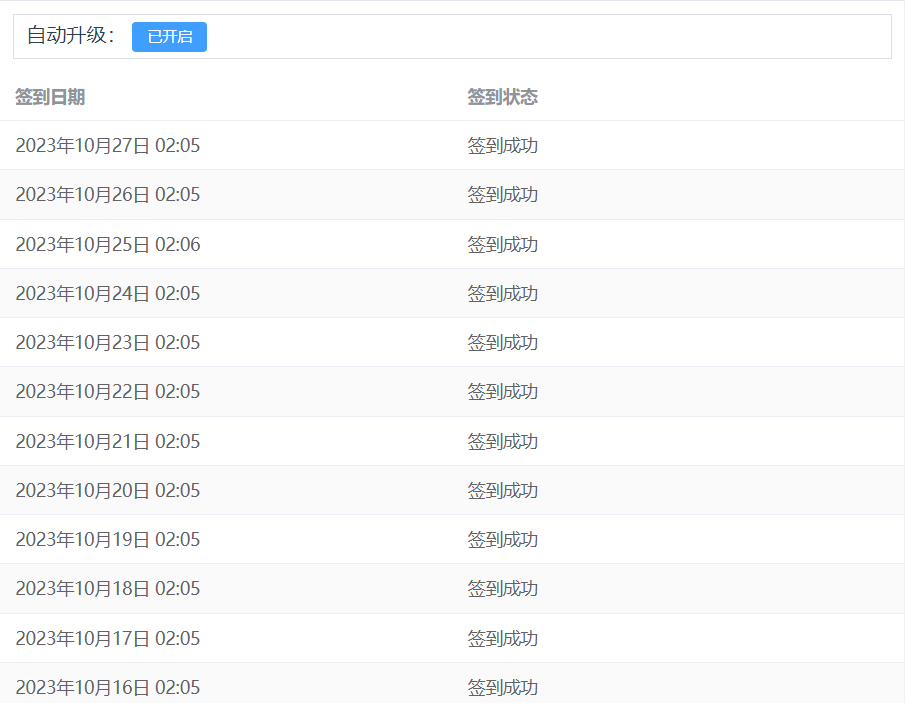 自动升级： 已开启
签到日期 签到状态
2023年10月27日 02:05 签到成功
2023年10月26日 02:05 签到成功
2023年10月25日 02:06 签到成功
2023年10月24日 02:05 签到成功
2023年10月23日 02:05 签到成功
2023年10月22日 02:05 签到成功
2023年10月21日 02:05 签到成功
2023年10月20日 02:05 签到成功
2023年10月19日 02:05 签到成功
2023年10月18日 02:05 签到成功
2023年10月17日 02:05 签到成功
2023年10月16日 02:05 签到成功